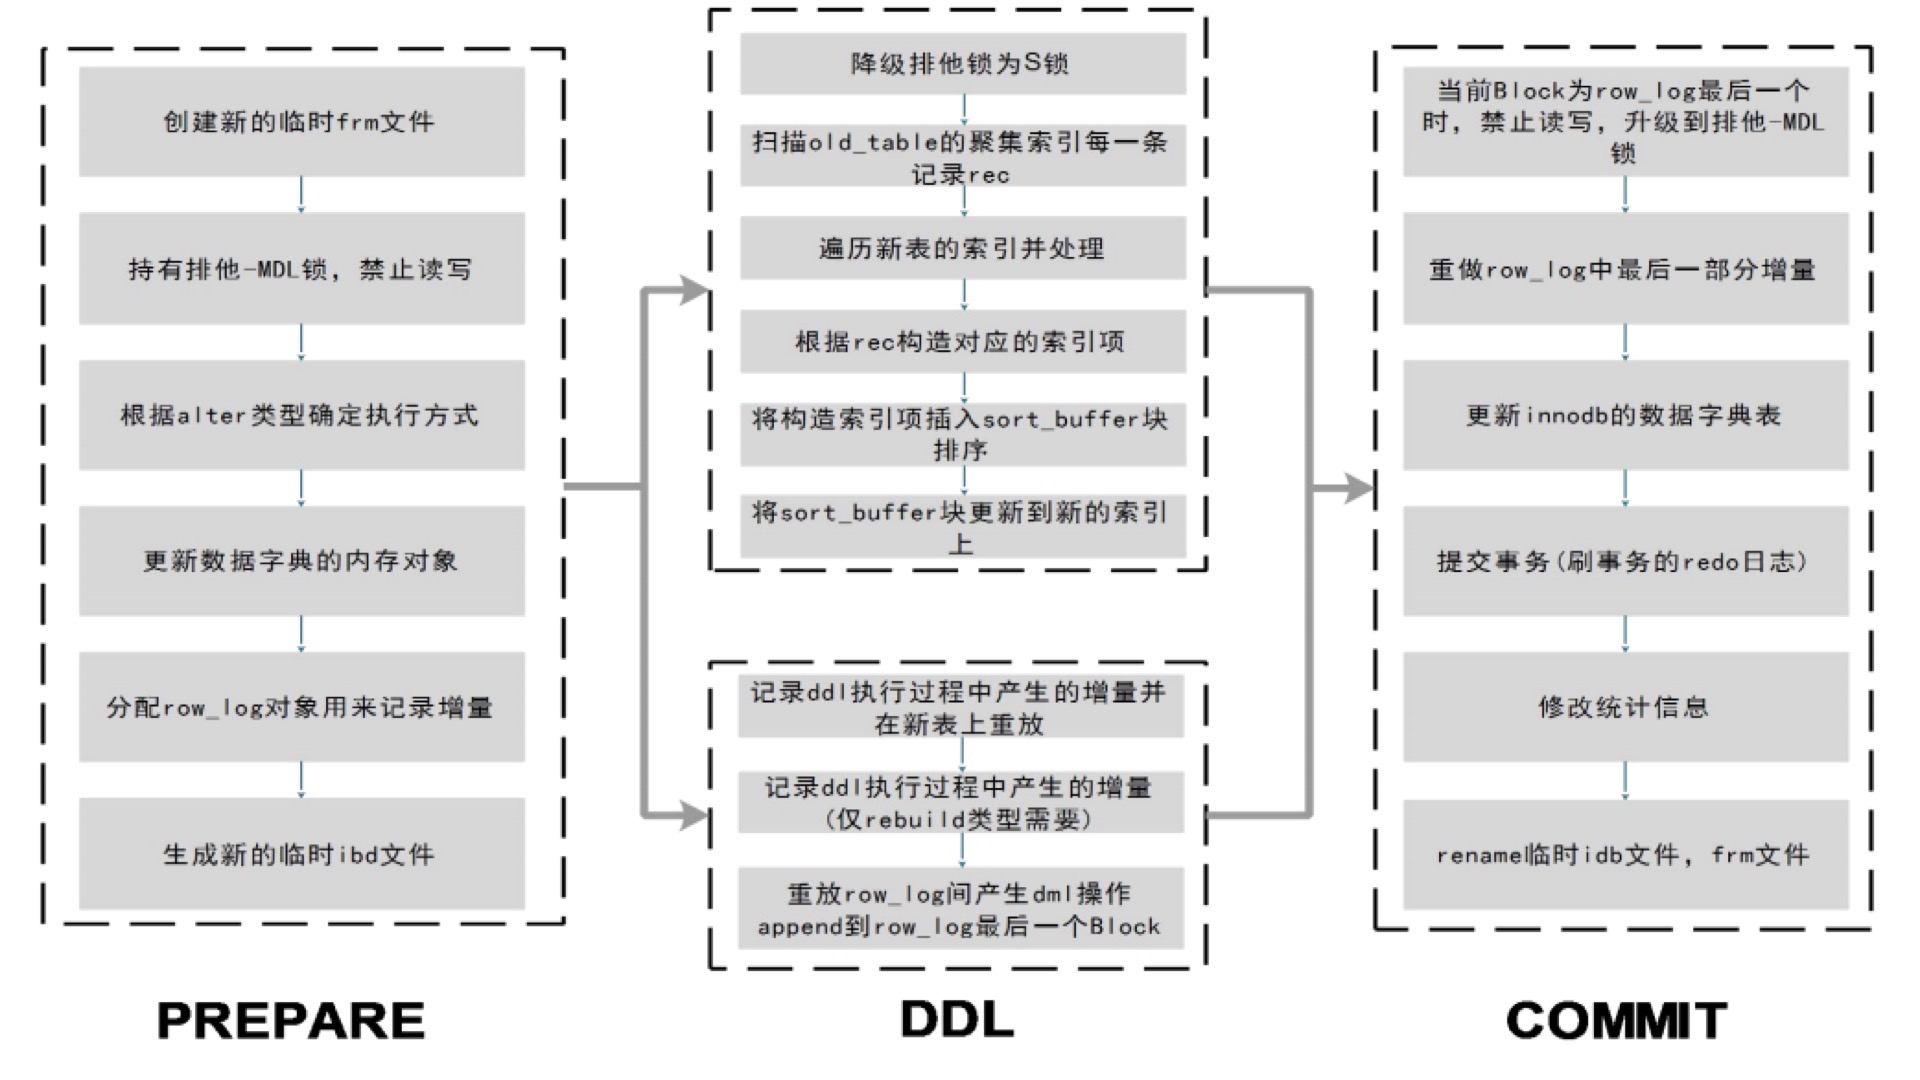 创建新的临时frm文件
持有排他-MDL锁，禁止读写
根据alter类型确定执行方式
更新数据字典的内存对象
分配row_log对象用来记录增量
生成新的临时ibd文件
PREPARE
降级排他锁为S锁
扫描old_table的聚集索引每一条
记录rec
遍历新表的索引并处理
根据rec构造对应的索引项
将构造索引项插入sort_buffer块
排序
将sort_buffer块更新到新的索引
上
记录ddl执行过程中产生的增量并
在新表上重放
记录ddl执行过程中产生的增量
(仅rebuild类型需要)
重放row_log间产生dml操作
append到row_log最后一个Block
DDL
当前Block为row_log最后一个
时，禁止读写，升级到排他-MDL
锁
重做row_log中最后一部分增量
更新innodb的数据字典表
提交事务(刷事务的redo日志)
修改统计信息
rename临时idb文件，frm文件
COMMIT